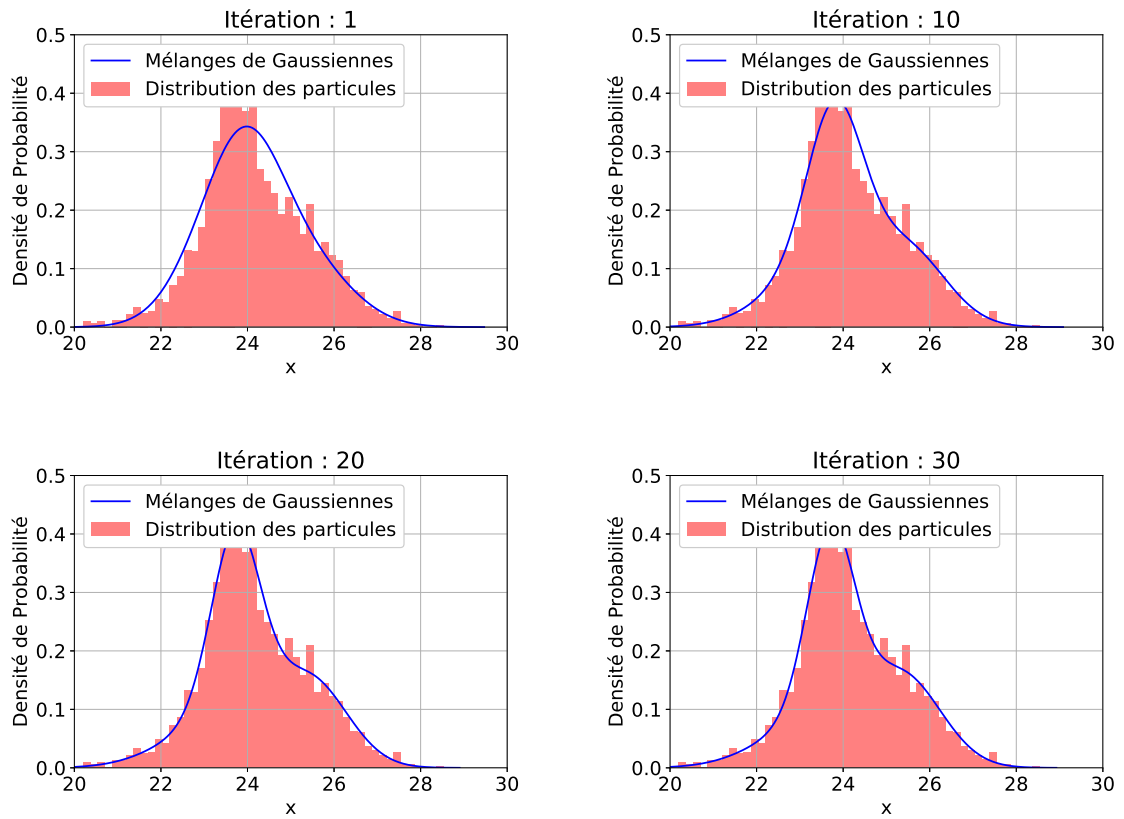 Itération : 1
0.5
0.4
0.3
0.2
0.1
0.0
Densité de Probabilité
Mélanges de Gaussiennes
Distribution des particules
20 22 24 26 28 30
x
Itération : 10
0.5
0.4
0.3
0.2
0.1
0.0
Densité de Probabilité
Mélanges de Gaussiennes
Distribution des particules
20 22 24 26 28 30
x
Itération : 20
0.5
0.4
0.3
0.2
0.1
0.0
Densité de Probabilité
Mélanges de Gaussiennes
Distribution des particules
20 22 24 26 28 30
x
Itération : 30
0.5
0.4
0.3
0.2
0.1
0.0
Densité de Probabilité
Mélanges de Gaussiennes
Distribution des particules
20 22 24 26 28 30
x